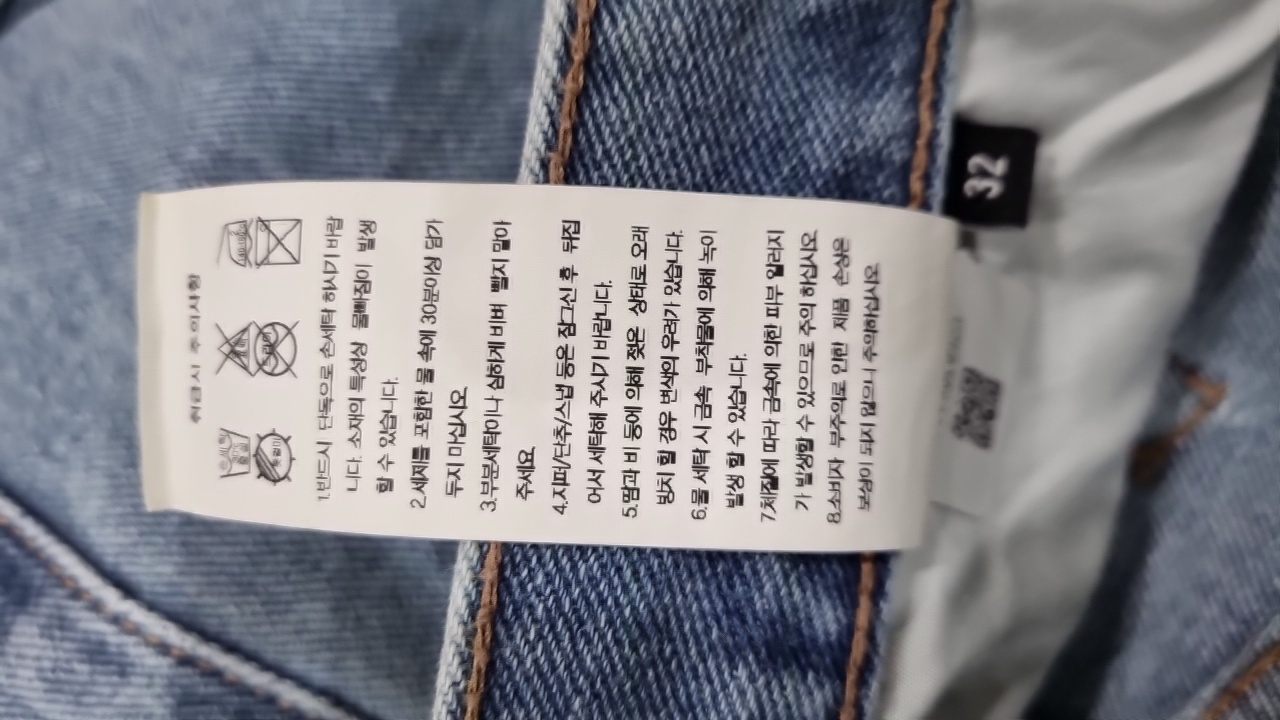 취급시 주의사항
1.반드시 단독으로 손세탁 하시기 바랍
니다. 소재의 특성상 물빠짐이 발생
할 수 있습니다.
2.세제를 포함한 물 속에 30분이상 담가
두지 마십시오.
3.부분세탁이나 심하게 비벼 빨지 말아
주세요.
4.지퍼/단추/스냅 등은 잠그신 후 뒤집
어서 세탁해 주시기 바랍니다.
5.땀과 비 등에 의해 젖은 상태로 오래
방치 할 경우 변색의 우려가 있습니다.
6.물 세탁 시 금속 부착물에 의해 녹이
발생 할 수 있습니다.
7.체질에 따라 금속에 의한 피부 알러지
가 발생할 수 있으므로 주의 하십시오.
8.소비자 부주의로 인한 제품 손상은
보상이 되지 않으니 주의하십시오.
32